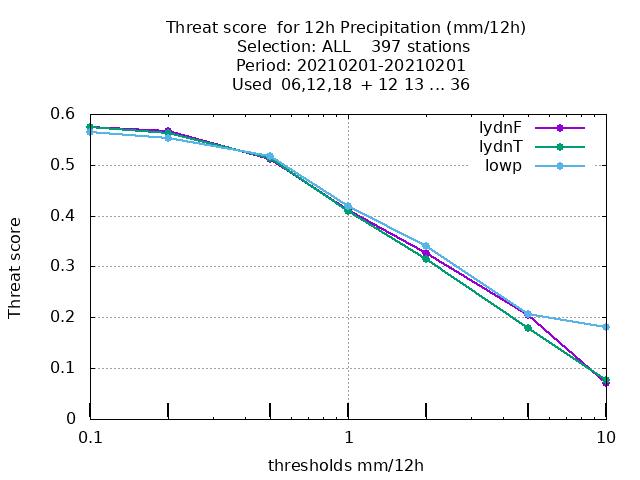 Threat score  for 12h Precipitation (mm/12h)
Selection: ALL    397 stations
Period: 20210201-20210201
Used  06,12,18  + 12 13 ... 36
0.6
0.5
0.4
0.3
0.2
0.1
0
Threat score
lydnF
lydnT
lowp
0.1
1
10
thresholds mm/12h